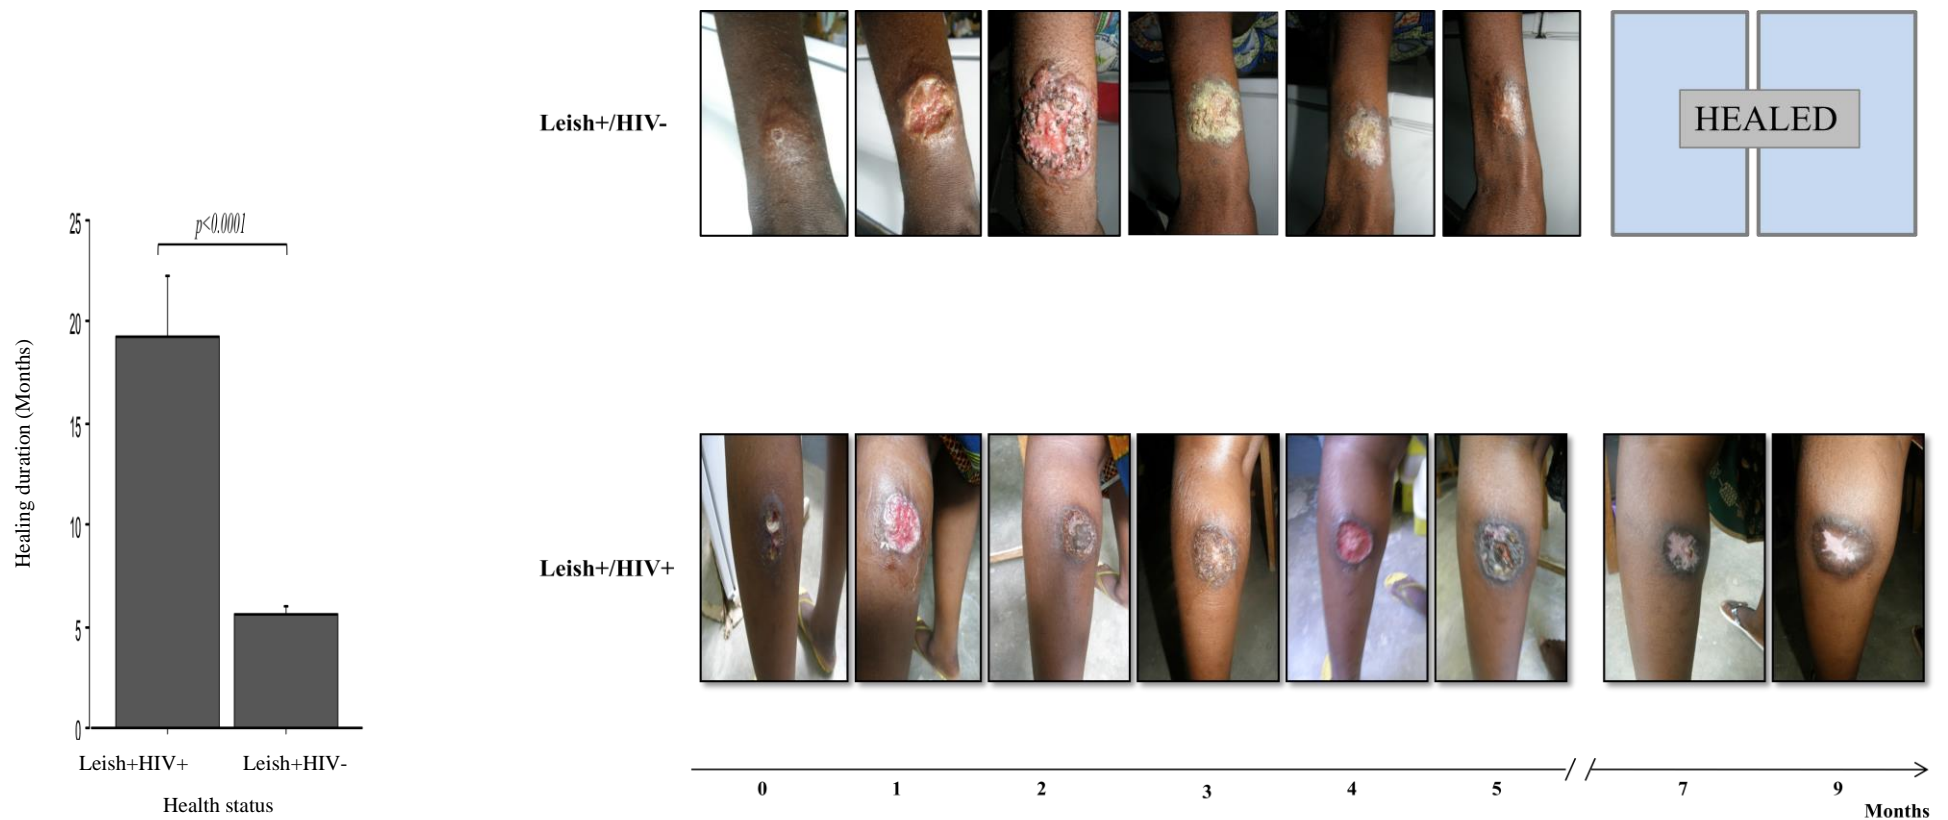 25
p<0.0001
20
15
10
5
0
Healing duration (Months)
Leish+HIV+ Leish+HIV-
Health status
Leish+/HIV-
HEALED
Leish+/HIV+
0 1 2 3 4 5 7 9
Months